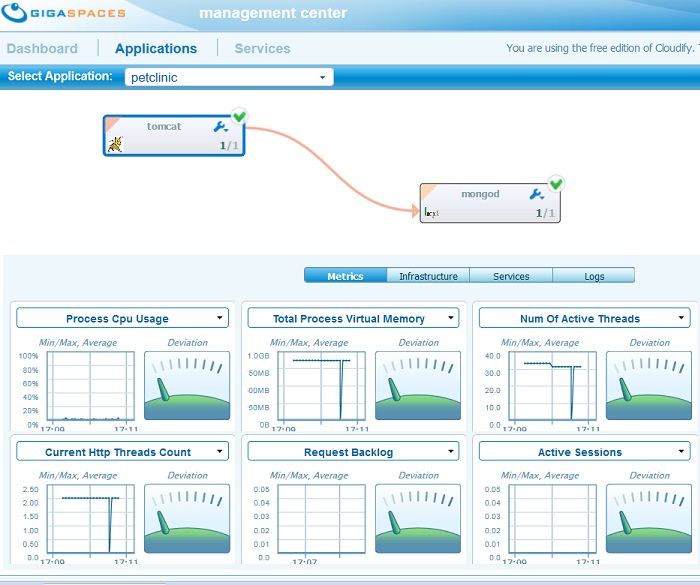 GIGASPACES management center
Dashboard Applications Services You are using the free edition of Cloudify. T
Select Application: petclinic
tomcat
1/1
mongod
1/1
Metrics Infrastructure Services Logs
Process Cpu Usage Total Process Virtual Memory Num Of Active Threads
Min/Max, Average Deviation Min/Max, Average Deviation Min/Max, Average Deviation
100% 1.0GB 40.0
80% 50MB 30.0
60% 00MB 20.0
40% 50MB 10.0
20% 0B 0.0
0%
17:09 17:11 17:09 17:11 17:09 17:11
Current Http Threads Count Request Backlog Active Sessions
Min/Max, Average Deviation Min/Max, Average Deviation Min/Max, Average Deviation
2.50 0.05 0.05
2.00 0.04 0.04
1.50 0.03 0.03
1.00 0.02 0.02
0.50 0.01 0.01
0.0 0.0 0.0
17:09 17:11 17:07 17:09 17:11